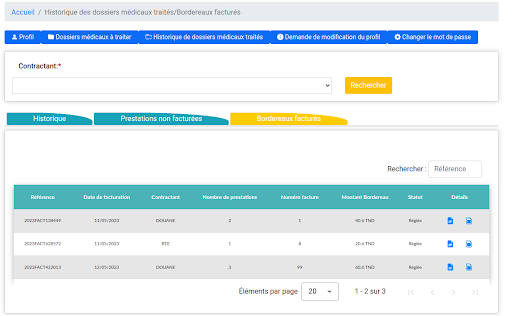 Accueil / Historique des dossiers médicaux traités/Bordereaux facturés
Profil Dossiers médicaux à traiter Historique de dossiers médicaux traités Demande de modification du profil Changer le mot de passe
Contractant:*
Rechercher
Historique Prestations non facturées Bordereaux facturés
Rechercher : Référence
Référence Date de facturation Contractant Nombre de prestations Numéro facture Montant Bordereau Statut Détails
2023FACT138449 11/05/2023 DOUANE 2 1 40.6 TND Réglée
2023FACT628972 11/05/2023 1 8 20.6 TND Réglée
2023FACT422013 12/05/2023 DOUANE 3 99 60.6 TND Réglée
Éléments par page 20 1 - 2 sur 3